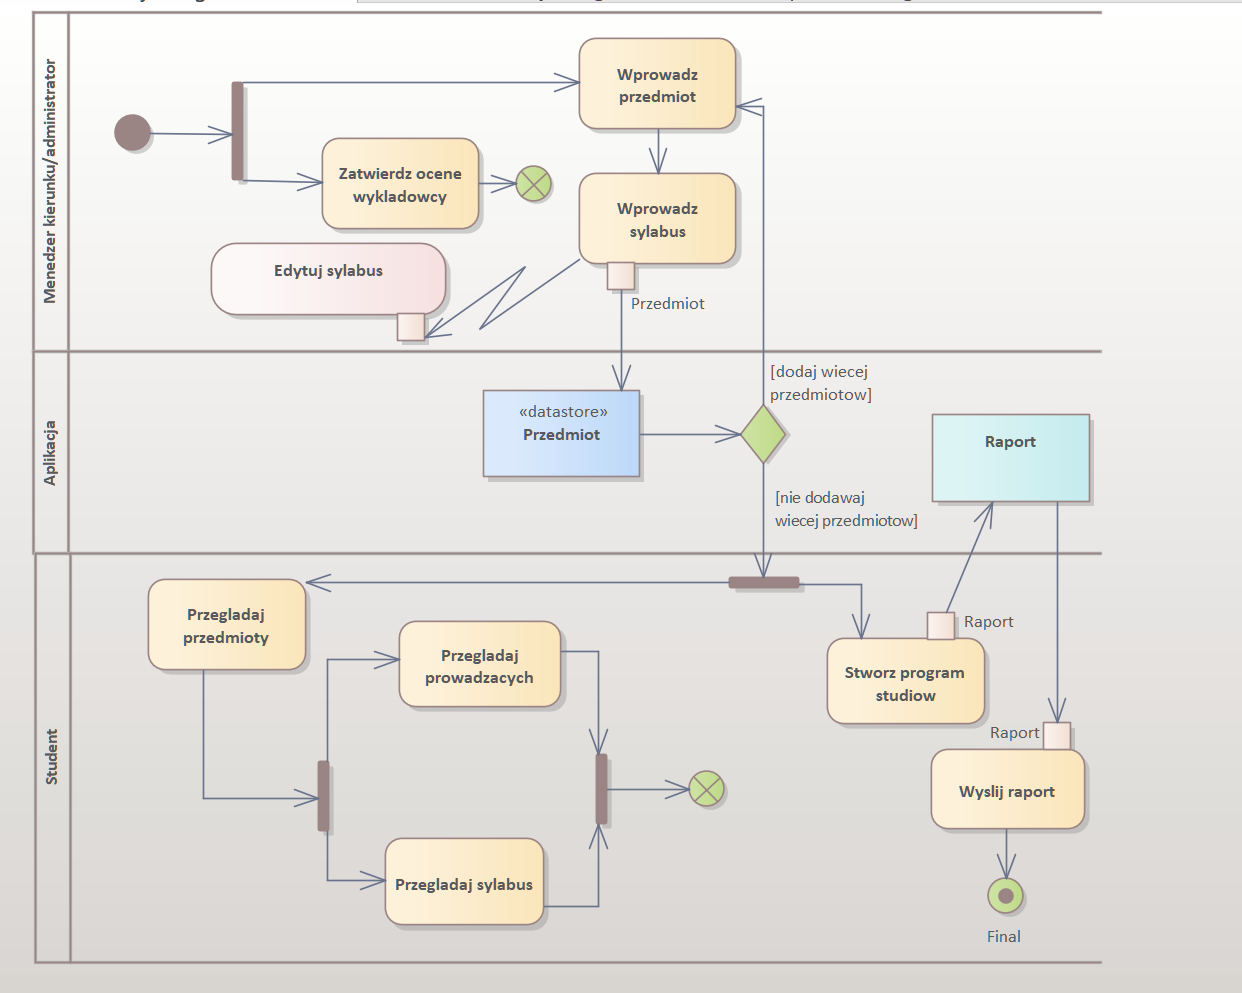 Menedzer kierunku/administrator
Wprowadz
przedmiot
Zatwierdz ocene
wykladowcy
Wprowadz
sylabus
Edytuj sylabus
Przedmiot
Aplikacja
[dodaj wiecej
przedmiotow]
«datastore»
Przedmiot
Raport
[nie dodawaj
wiecej przedmiotow]
Student
Przegladaj
przedmioty
Przegladaj
prowadzacych
Raport
Stworz program
studiow
Raport
Wyslij raport
Przegladaj sylabus
Final